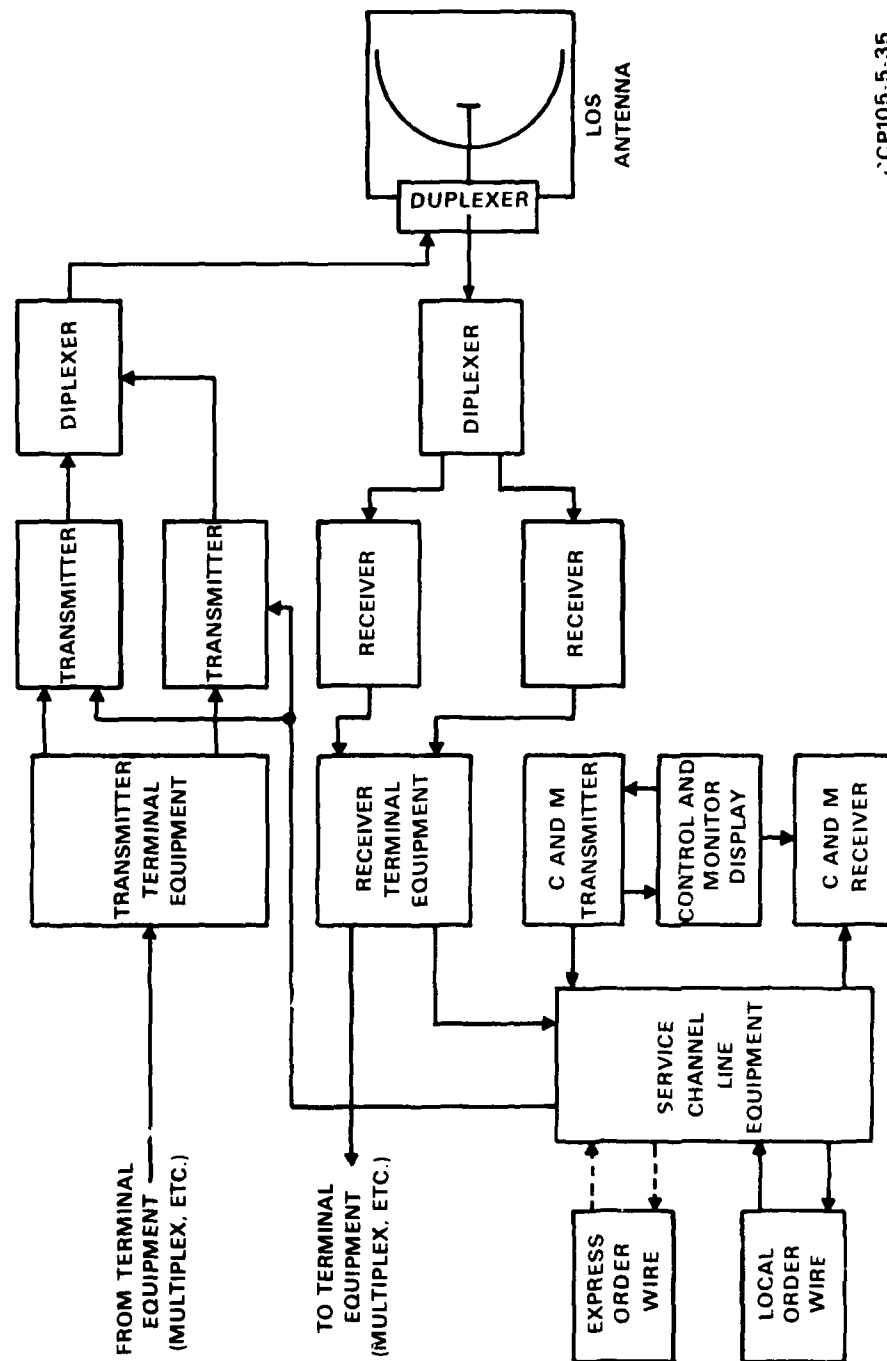 FROM TERMINAL
EQUIPMENT
(MULTIPLEX, ETC.)
TRANSMITTER
TERMINAL
EQUIPMENT
TRANSMITTER
TRANSMITTER
DIPLEXER
TO TERMINAL
EQUIPMENT
(MULTIPLEX, ETC.)
RECEIVER
TERMINAL
EQUIPMENT
RECEIVER
RECEIVER
DIPLEXER
DUPLEXER
LOS
ANTENNA
EXPRESS
ORDER
WIRE
LOCAL
ORDER
WIRE
SERVICE
CHANNEL
LINE
EQUIPMENT
C AND M
TRANSMITTER
CONTROL AND
MONITOR
DISPLAY
C AND M
RECEIVER